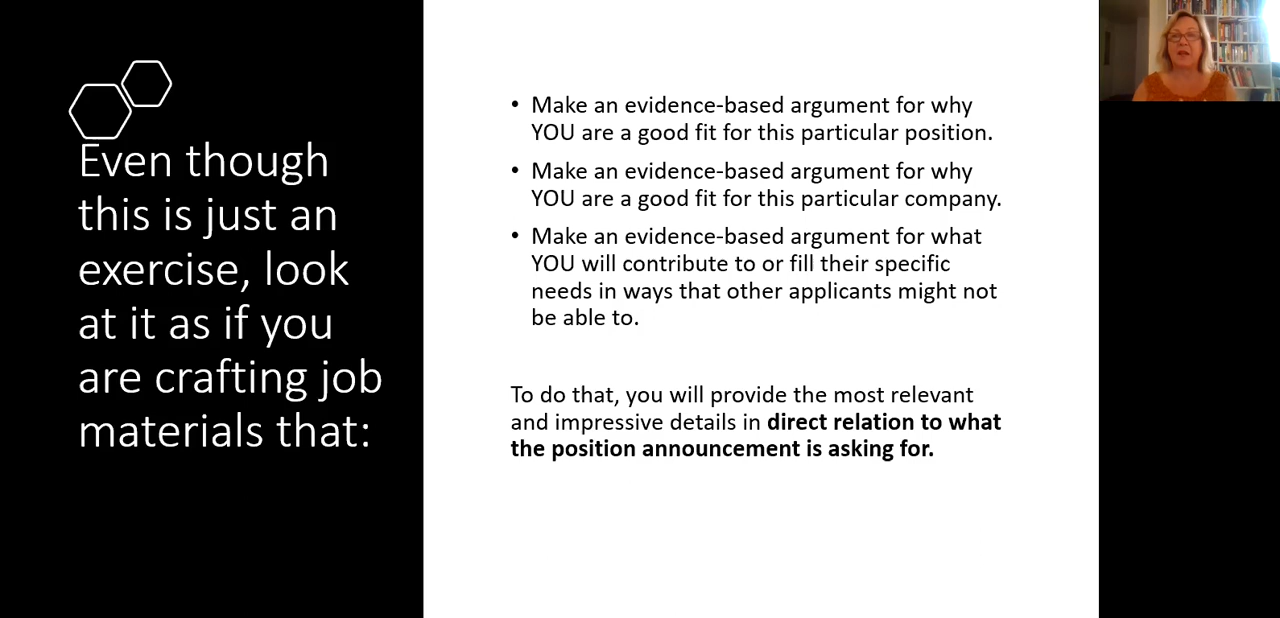 Even though
this is just an
exercise, look
at it as if you
are crafting job
materials that:
• Make an evidence-based argument for why
YOU are a good fit for this particular position.
• Make an evidence-based argument for why
YOU are a good fit for this particular company.
• Make an evidence-based argument for what
YOU will contribute to or fill their specific
needs in ways that other applicants might not
be able to.
To do that, you will provide the most relevant
and impressive details in direct relation to what
the position announcement is asking for.